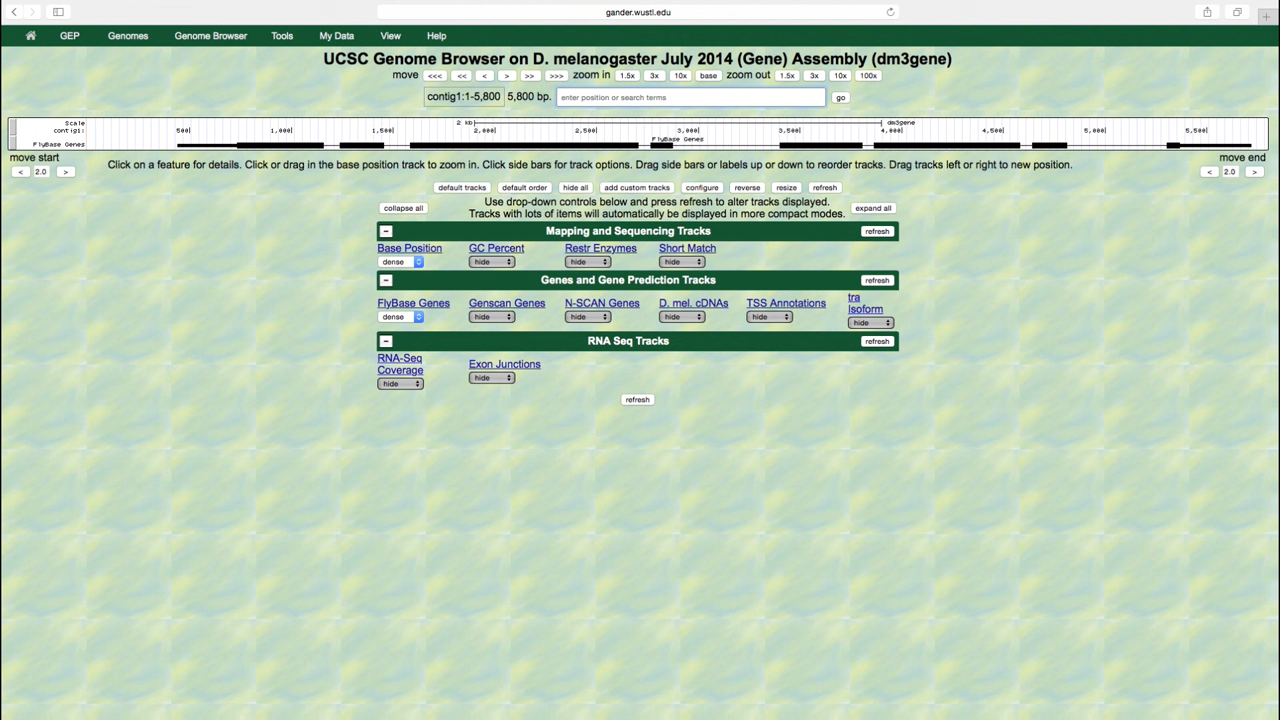 gander.wustl.edu
GEP Genomes Genome Browser Tools My Data View Help
UCSC Genome Browser on D. melanogaster July 2014 (Gene) Assembly (dm3gene)
move <<< << < > >> >>> zoom in 1.5x 3x 10x base zoom out 1.5x 3x 10x 100x
contig1:1-5,800 5,800 bp. enter position or search terms go
Scale 2 kb dm3gene
contig1: 500| 1,000| 1,500| 2,000| 2,500| 3,000| 3,500| 4,000| 4,500| 5,000| 5,500|
FlyBase Genes
FlyBase Genes
move start Click on a feature for details. Click or drag in the base position track to zoom in. Click side bars for track options. Drag side bars or labels up or down to reorder tracks. Drag tracks left or right to new position. move end
< 2.0 > < 2.0 >
default tracks default order hide all add custom tracks configure reverse resize refresh
collapse all Use drop-down controls below and press refresh to alter tracks displayed. expand all
Tracks with lots of items will automatically be displayed in more compact modes.
- Mapping and Sequencing Tracks refresh
Base Position GC Percent Restr Enzymes Short Match
dense hide hide hide
- Genes and Gene Prediction Tracks refresh
FlyBase Genes Genscan Genes N-SCAN Genes D. mel. cDNAs TSS Annotations tra
Isoform
dense hide hide hide hide hide
- RNA Seq Tracks refresh
RNA-Seq
Coverage Exon Junctions
hide hide
refresh